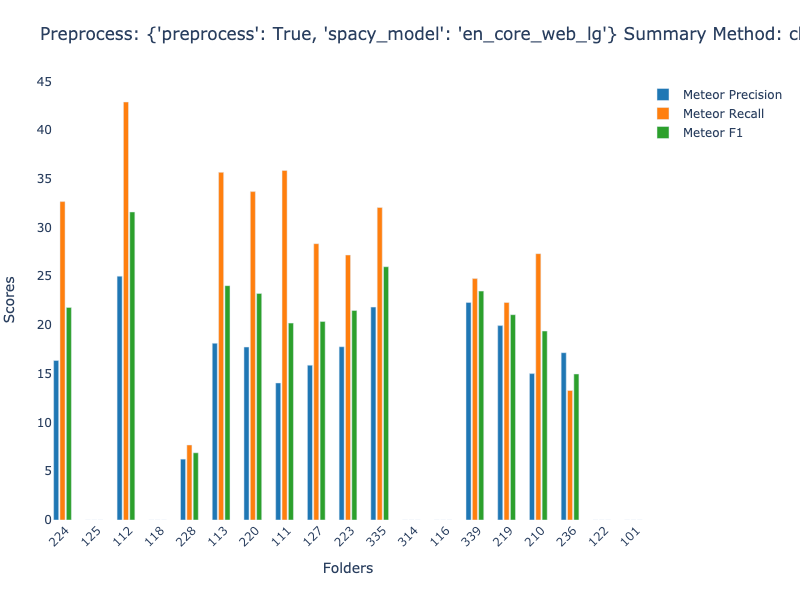 Preprocess: {'preprocess': True, 'spacy_model': 'en_core_web_lg'} Summary Method:
Meteor Precision
Meteor Recall
Meteor F1
45
40
35
30
25
20
15
10
5
0
Scores
224 125 112 118 228 113 220 111 127 223 335 314 116 339 219 210 236 122 101
Folders